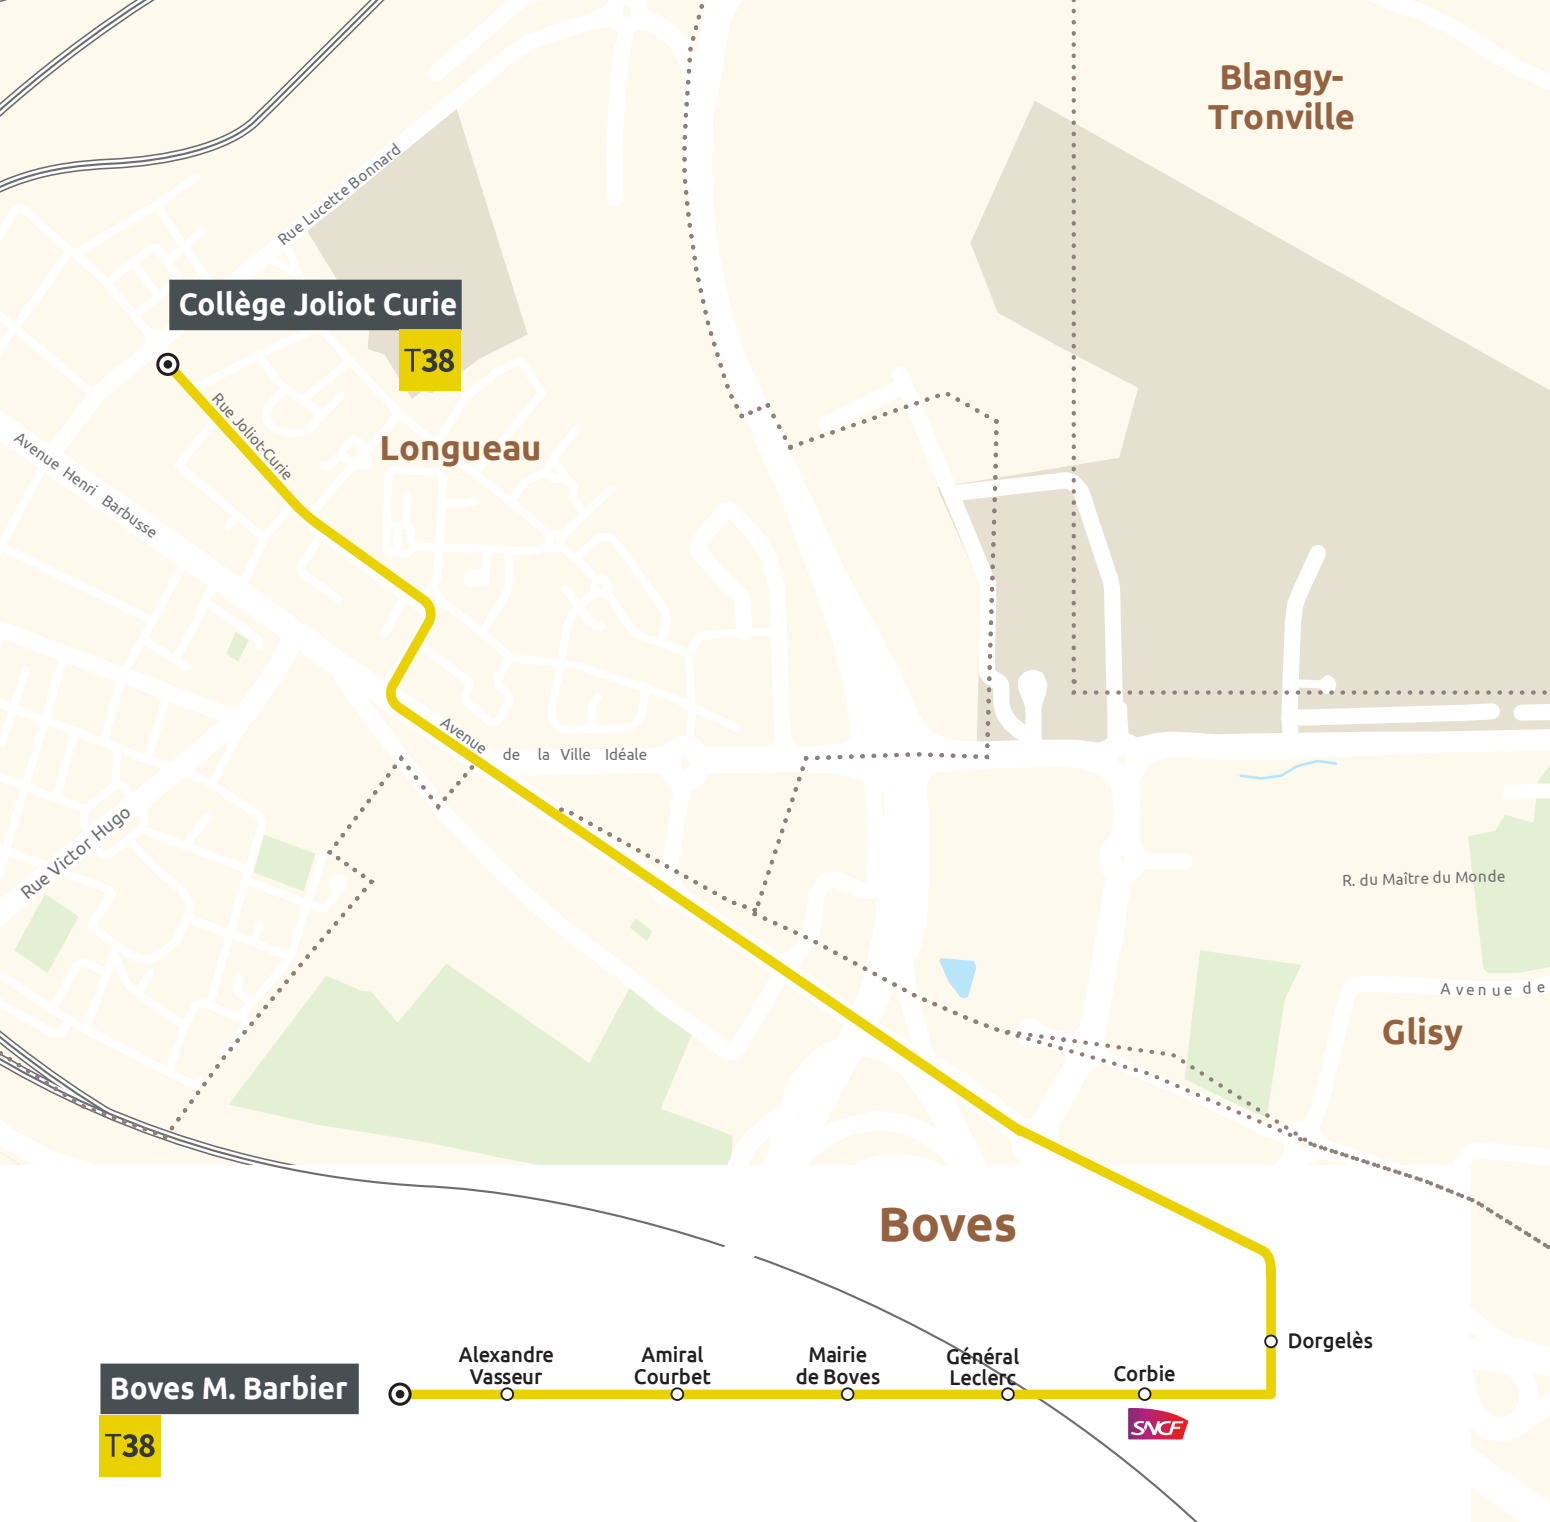 Blangy-
Tronville
Rue Lucette Bonnard
Collège Joliot Curie
T38
Rue Joliot-Curie
Longueau
Avenue Henri Barbusse
Avenue de la Ville Idéale
Rue Victor Hugo
R. du Maître du Monde
Avenue de
Glisy
Boves
Dorgelès
Alexandre
Vasseur
Amiral
Courbet
Mairie
de Boves
Général
Leclerc
Corbie
SNCF
Boves M. Barbier
T38